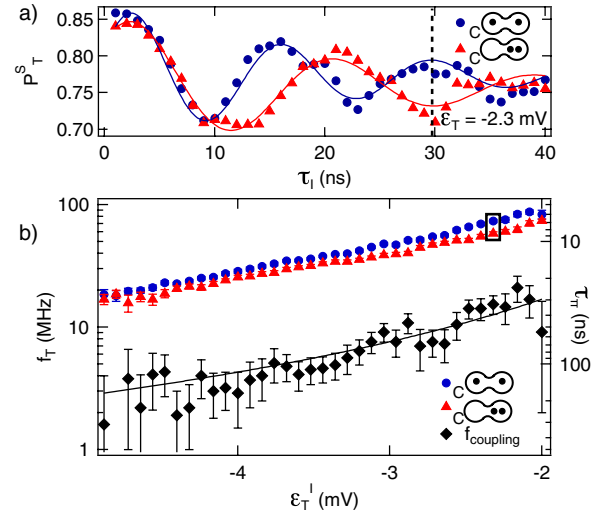 a)
P^S_T
0.85
0.80
0.75
0.70
C
C
ε_T = -2.3 mV
0 10 20 30 40
τ_I (ns)
b)
f_T (MHz)
100
10
1
10
100
τ_π (ns)
C
C
f_coupling
-4 -3 -2
ε_T^I (mV)